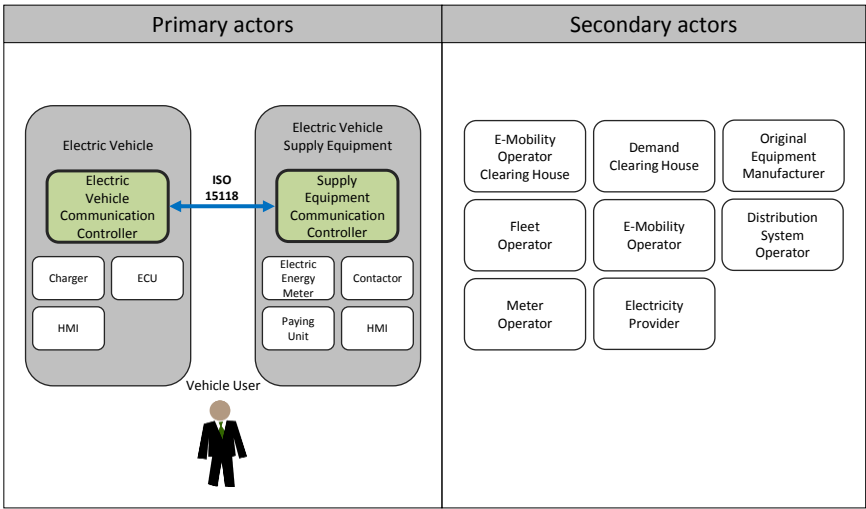 Primary actors
Secondary actors
Electric Vehicle
Electric
Vehicle
Communication
Controller
ISO
15118
Electric Vehicle
Supply Equipment
Supply
Equipment
Communication
Controller
Charger
ECU
HMI
Electric
Energy
Meter
Contactor
Paying
Unit
HMI
Vehicle User
E-Mobility
Operator
Clearing House
Demand
Clearing House
Original
Equipment
Manufacturer
Fleet
Operator
E-Mobility
Operator
Distribution
System
Operator
Meter
Operator
Electricity
Provider